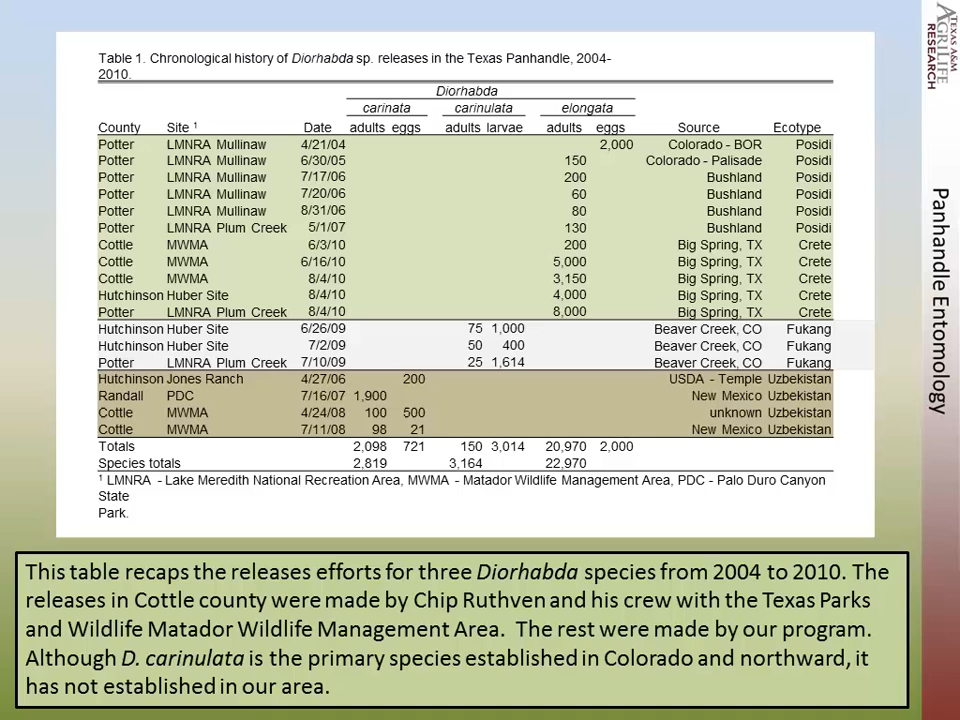 Table 1. Chronological history of Diorhabda sp. releases in the Texas Panhandle, 2004-
2010.
Diorhabda
carinata carinulata elongata
County Site 1 Date adults eggs adults larvae adults eggs Source Ecotype
Potter LMNRA Mullinaw 4/21/04 2,000 Colorado - BOR Posidi
Potter LMNRA Mullinaw 6/30/05 150 Colorado - Palisade Posidi
Potter LMNRA Mullinaw 7/17/06 200 Bushland Posidi
Potter LMNRA Mullinaw 7/20/06 60 Bushland Posidi
Potter LMNRA Mullinaw 8/31/06 80 Bushland Posidi
Potter LMNRA Plum Creek 5/1/07 130 Bushland Posidi
Cottle MWMA 6/3/10 200 Big Spring, TX Crete
Cottle MWMA 6/16/10 5,000 Big Spring, TX Crete
Cottle MWMA 8/4/10 3,150 Big Spring, TX Crete
Hutchinson Huber Site 8/4/10 4,000 Big Spring, TX Crete
Potter LMNRA Plum Creek 8/4/10 8,000 Big Spring, TX Crete
Hutchinson Huber Site 6/26/09 75 1,000 Beaver Creek, CO Fukang
Hutchinson Huber Site 7/2/09 50 400 Beaver Creek, CO Fukang
Potter LMNRA Plum Creek 7/10/09 25 1,614 Beaver Creek, CO Fukang
Hutchinson Jones Ranch 4/27/06 200 USDA - Temple Uzbekistan
Randall PDC 7/16/07 1,900 New Mexico Uzbekistan
Cottle MWMA 4/24/08 100 500 unknown Uzbekistan
Cottle MWMA 7/11/08 98 21 New Mexico Uzbekistan
Totals 2,098 721 150 3,014 20,970 2,000
Species totals 2,819 3,164 22,970
1 LMNRA - Lake Meredith National Recreation Area, MWMA - Matador Wildlife Management Area, PDC - Palo Duro Canyon
State
Park.
This table recaps the releases efforts for three Diorhabda species from 2004 to 2010. The
releases in Cottle county were made by Chip Ruthven and his crew with the Texas Parks
and Wildlife Matador Wildlife Management Area. The rest were made by our program.
Although D. carinulata is the primary species established in Colorado and northward, it
has not established in our area.
TEXAS A&M
AGRILIFE
RESEARCH
Panhandle Entomology